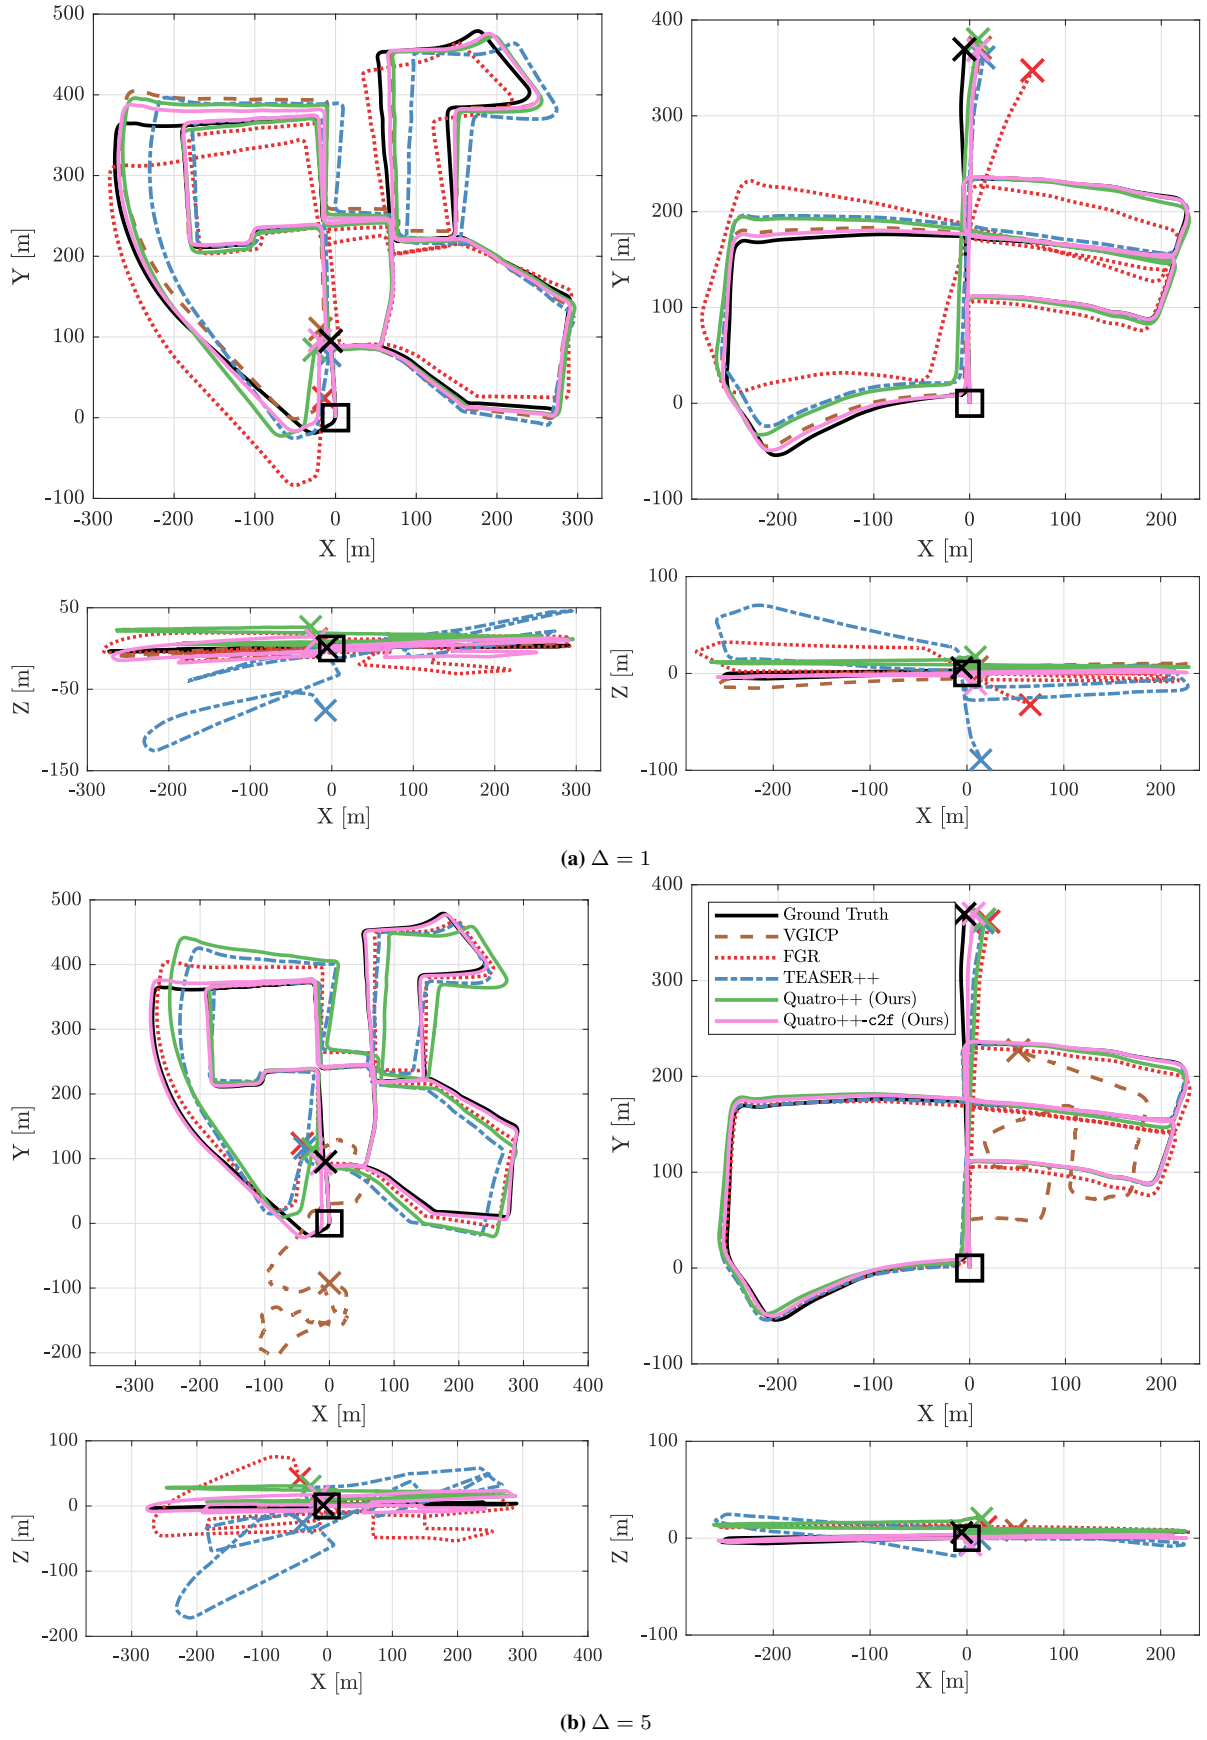 500
400
300
200
100
0
-100
Y [m]
-300 -200 -100 0 100 200 300
X [m]
400
300
200
100
0
-100
Y [m]
-200 -100 0 100 200
X [m]
50
0
-50
-150
Z [m]
-300 -200 -100 0 100 200 300
X [m]
100
0
-100
Z [m]
-200 -100 0 100 200
X [m]
(a) Δ = 1
500
400
300
200
100
0
-100
-200
Y [m]
-300 -200 -100 0 100 200 300 400
X [m]
400
300
200
100
0
-100
Y [m]
-200 -100 0 100 200
X [m]
Ground Truth
VGICP
FGR
TEASER++
Quatro++ (Ours)
Quatro++-c2f (Ours)
100
0
-100
-200
Z [m]
-300 -200 -100 0 100 200 300 400
X [m]
100
0
-100
Z [m]
-200 -100 0 100 200
X [m]
(b) Δ = 5